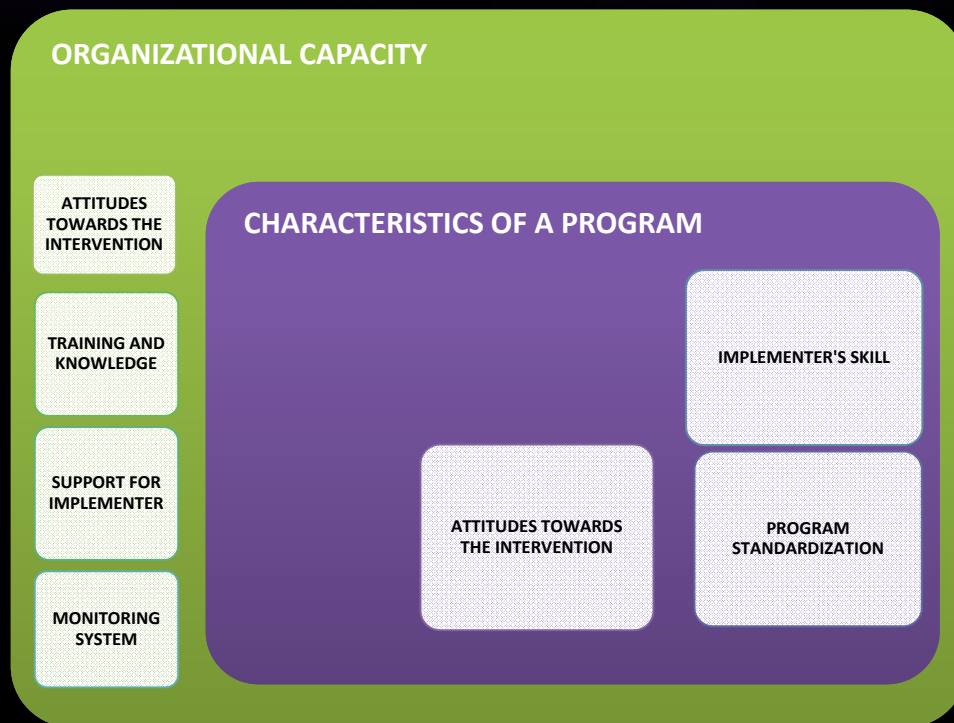 ORGANIZATIONAL CAPACITY
ATTITUDES
TOWARDS THE
INTERVENTION
TRAINING AND
KNOWLEDGE
SUPPORT FOR
IMPLEMENTER
MONITORING
SYSTEM
CHARACTERISTICS OF A PROGRAM
IMPLEMENTER'S SKILL
ATTITUDES TOWARDS
THE INTERVENTION
PROGRAM
STANDARDIZATION